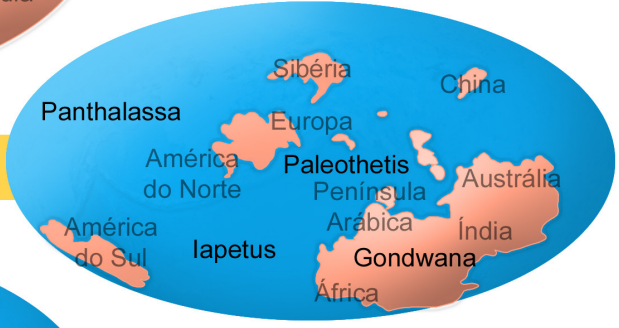 Sibéria
China
Panthalassa
Europa
América
do Norte
Paleothetis
Península
Arábica
Austrália
América
do Sul
Iapetus
Índia
Gondwana
África